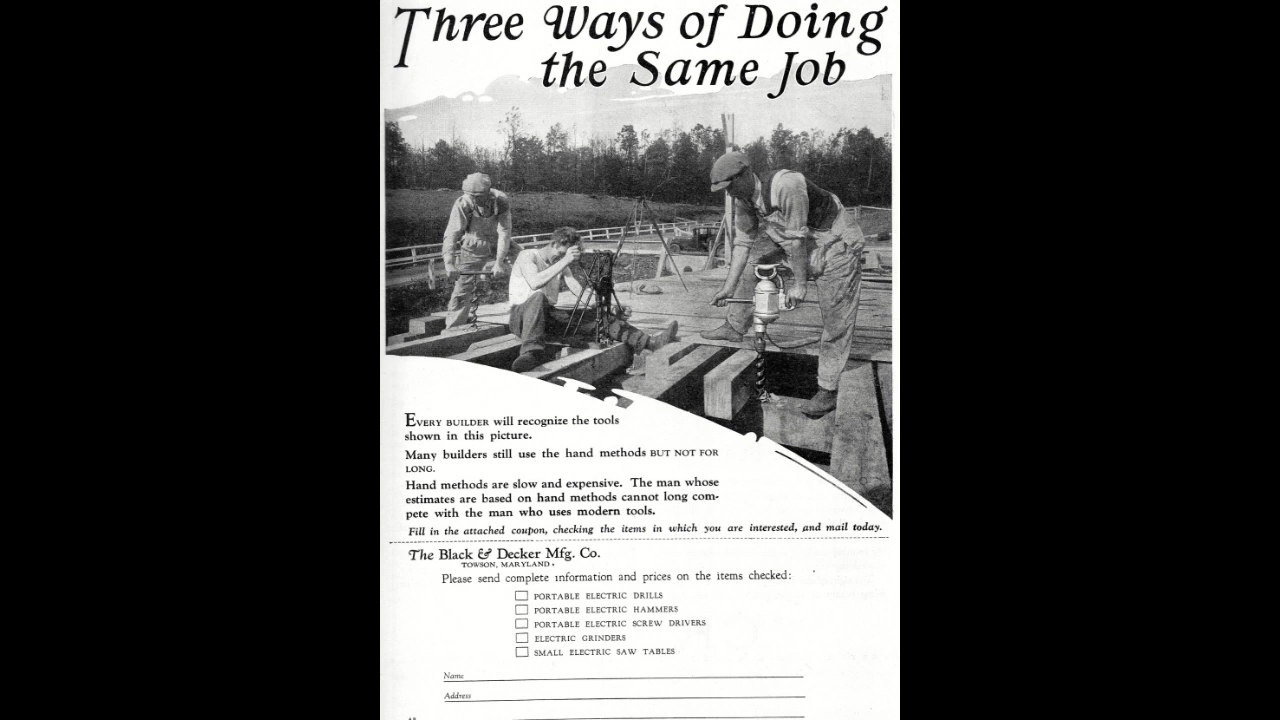 Three Ways of Doing
the Same Job
EVERY BUILDER will recognize the tools
shown in this picture.
Many builders still use the hand methods BUT NOT FOR
LONG.
Hand methods are slow and expensive. The man whose
estimates are based on hand methods cannot long com-
pete with the man who uses modern tools.
Fill in the attached coupon, checking the items in which you are interested, and mail today.
The Black & Decker Mfg. Co.
TOWSON, MARYLAND.
Please send complete information and prices on the items checked:
PORTABLE ELECTRIC DRILLS
PORTABLE ELECTRIC HAMMERS
PORTABLE ELECTRIC SCREW DRIVERS
ELECTRIC GRINDERS
SMALL ELECTRIC SAW TABLES
Name
Address